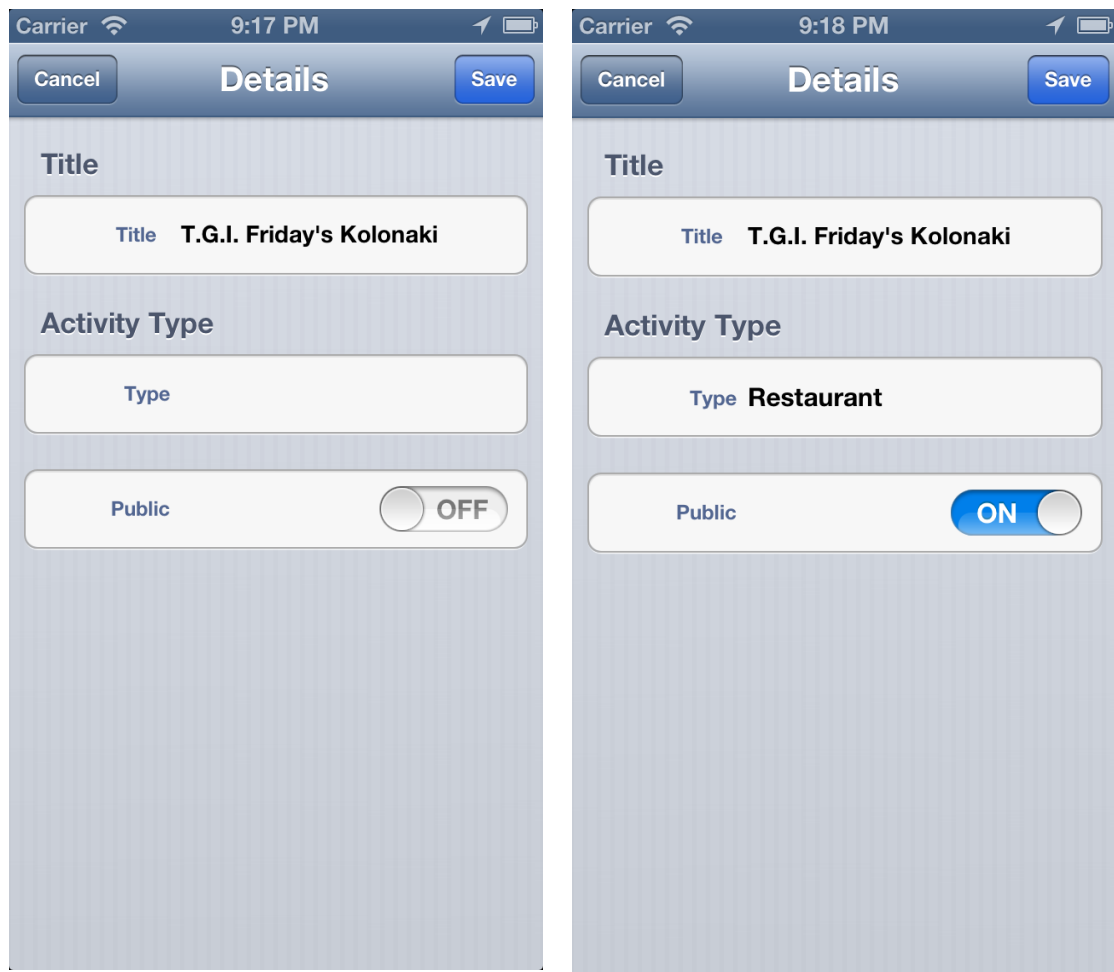 Carrier 9:17 PM
Cancel Details Save
Title
Title T.G.I. Friday's Kolonaki
Activity Type
Type
Public OFF
Carrier 9:18 PM
Cancel Details Save
Title
Title T.G.I. Friday's Kolonaki
Activity Type
Type Restaurant
Public ON